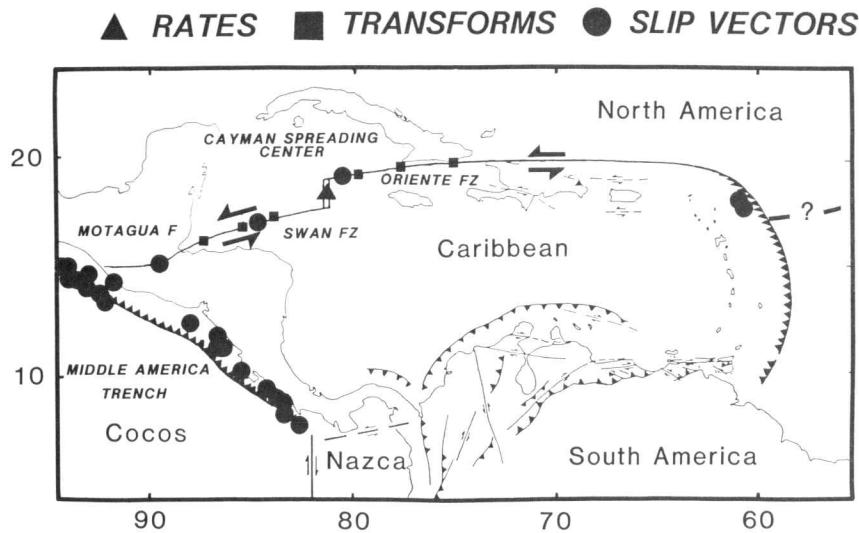 ▲ RATES ■ TRANSFORMS ● SLIP VECTORS
North America
CAYMAN SPREADING
CENTER
20
ORIENTE FZ
MOTAGUA F
SWAN FZ
?
Caribbean
10
MIDDLE AMERICA
TRENCH
Cocos
Nazca
South America
90 80 70 60